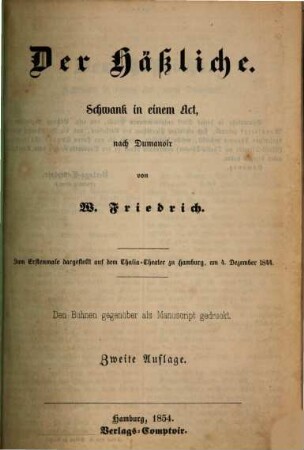 Der Häßliche.
Schwank in einem Act,
nach Dumanoir
von
W. Friedrich.
Zum Erstenmale dargestellt auf dem Thalia-Theater zu Hamburg, am 4. Dezember 1844.
Den Bühnen gegenüber als Manuscript gedruckt.
Zweite Auflage.
Hamburg, 1854.
Verlags-Comptoir.